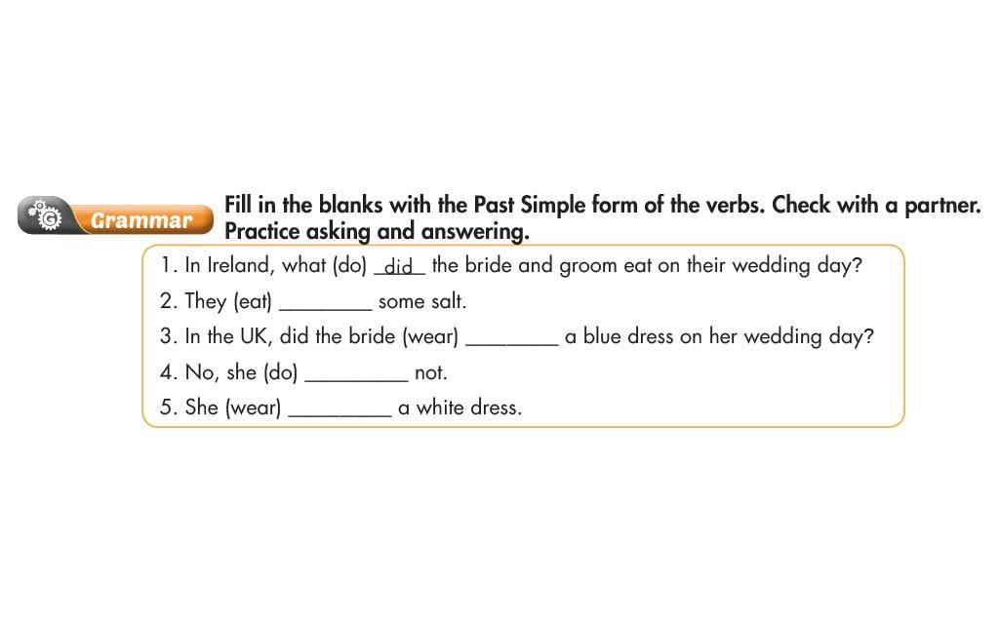 Grammar
Fill in the blanks with the Past Simple form of the verbs. Check with a partner.
Practice asking and answering.
1. In Ireland, what (do) __did__ the bride and groom eat on their wedding day?
2. They (eat) ________ some salt.
3. In the UK, did the bride (wear) ________ a blue dress on her wedding day?
4. No, she (do) _________ not.
5. She (wear) _________ a white dress.